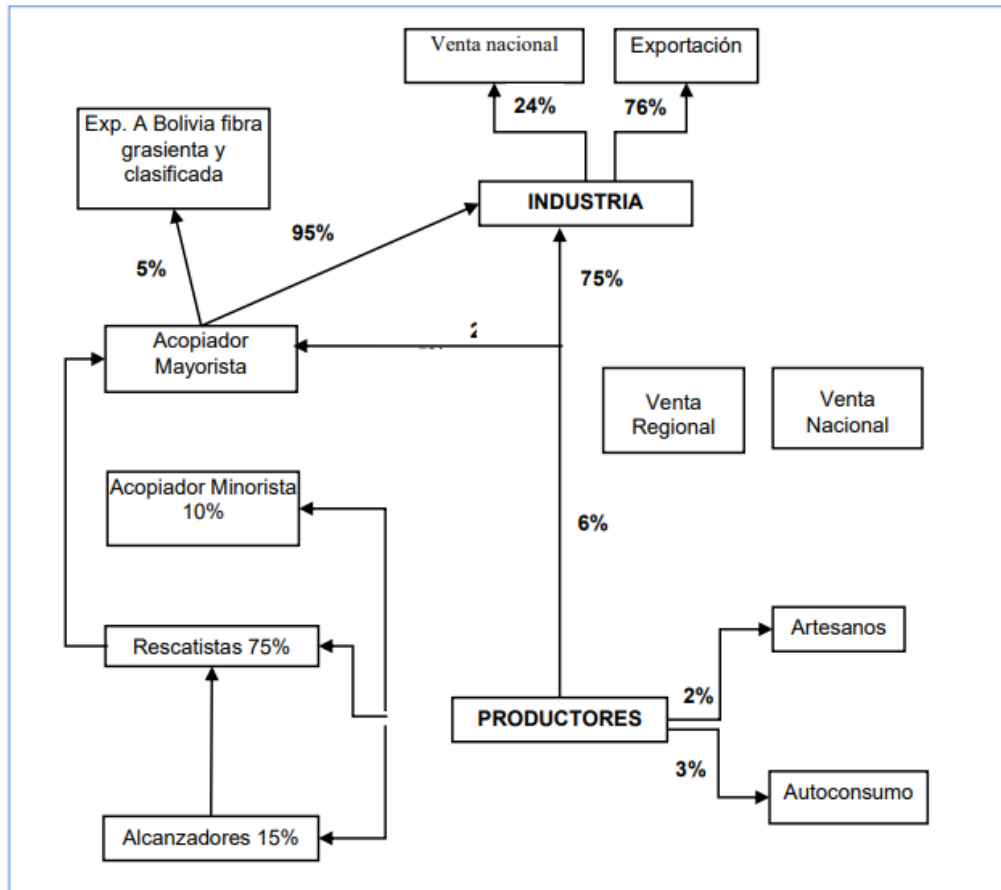 Venta nacional
Exportación
24%
76%
Exp. A Bolivia fibra
grasienta y
clasificada
INDUSTRIA
95%
5%
75%
Acopiador
Mayorista
Venta
Regional
Venta
Nacional
Acopiador Minorista
10%
6%
Rescatistas 75%
Artesanos
2%
PRODUCTORES
3%
Autoconsumo
Alcanzadores 15%